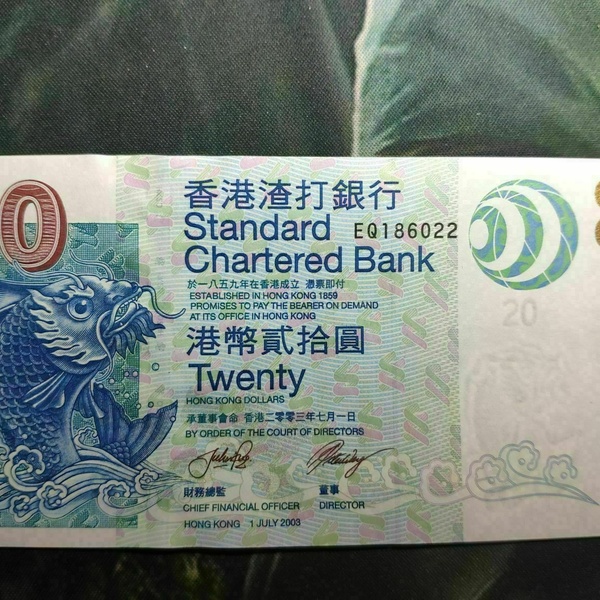 0
香港渣打銀行
Standard
Chartered Bank
EQ186022
於一八五九年在香港成立 憑票即付
ESTABLISHED IN HONG KONG 1859
PROMISES TO PAY THE BEARER ON DEMAND
AT ITS OFFICE IN HONG KONG
20
港幣貳拾圓
Twenty
HONG KONG DOLLARS
承董事會命 香港二零零三年七月一日
BY ORDER OF THE COURT OF DIRECTORS
財務總監 董事
CHIEF FINANCIAL OFFICER DIRECTOR
HONG KONG 1 JULY 2003